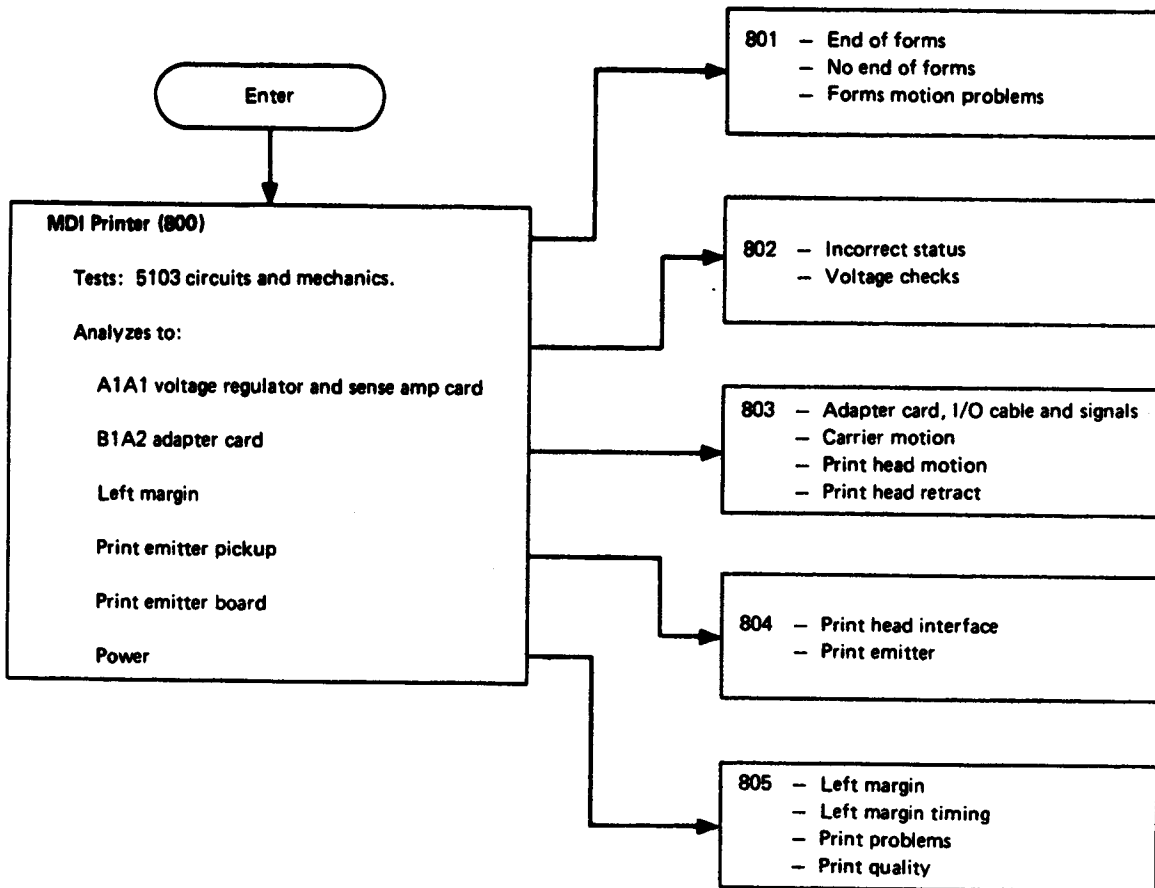 Enter
MDI Printer (800)
Tests: 5103 circuits and mechanics.
Analyzes to:
A1A1 voltage regulator and sense amp card
B1A2 adapter card
Left margin
Print emitter pickup
Print emitter board
Power
801 – End of forms
– No end of forms
– Forms motion problems
802 – Incorrect status
– Voltage checks
803 – Adapter card, I/O cable and signals
– Carrier motion
– Print head motion
– Print head retract
804 – Print head interface
– Print emitter
805 – Left margin
– Left margin timing
– Print problems
– Print quality